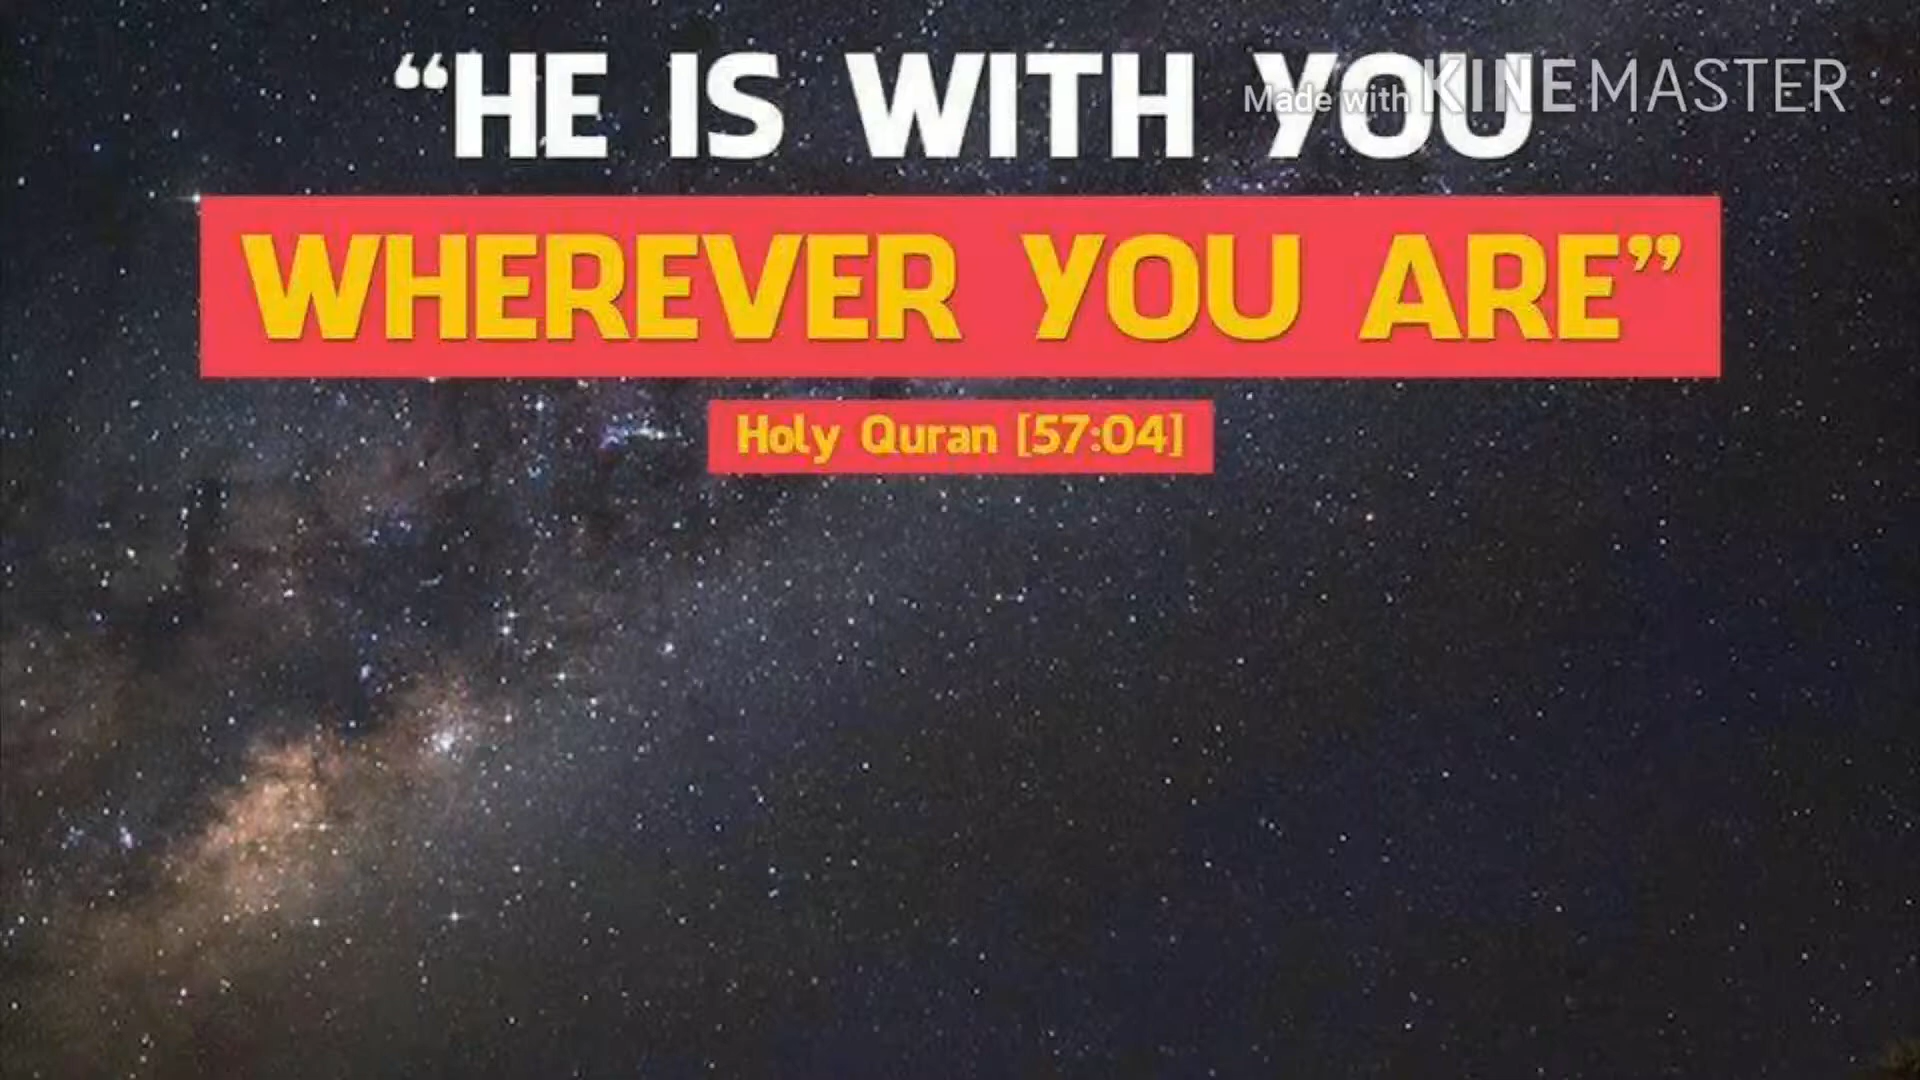 “HE IS WITH YOU
Made with KINEMASTER
WHEREVER YOU ARE”
Holy Quran [57:04]